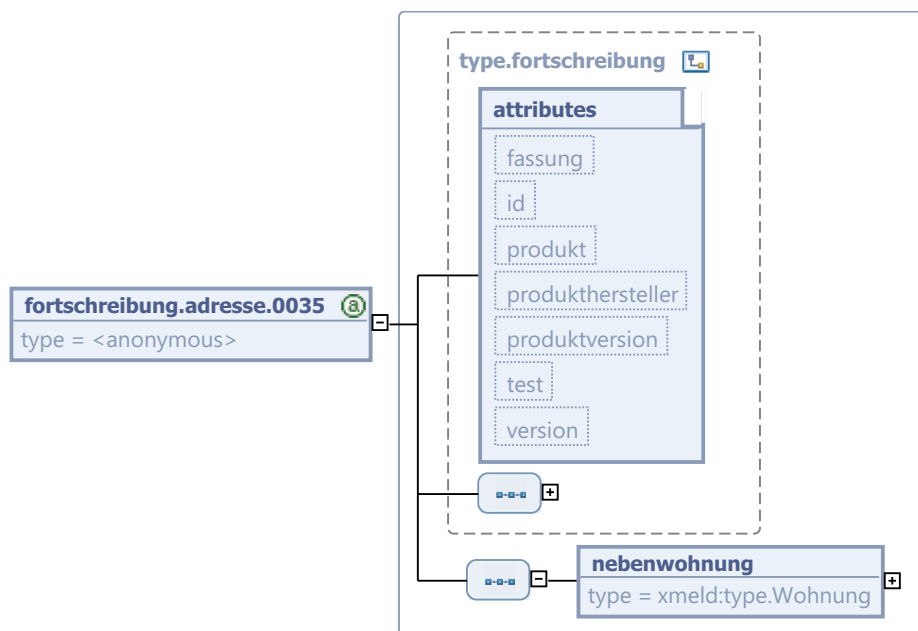 type.fortschreibung
attributes
fassung
id
produkt
produkthersteller
produktversion
test
version
fortschreibung.adresse.0035 a
type = <anonymous>
nebenwohnung
type = xmeld:type.Wohnung